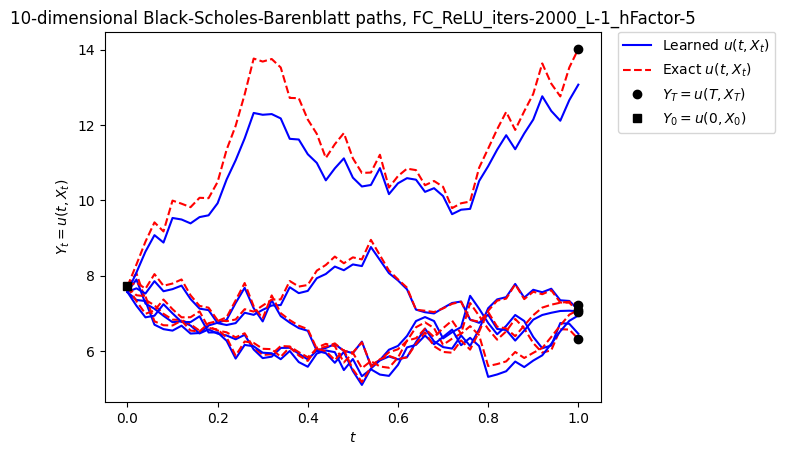 10-dimensional Black-Scholes-Barenblatt paths, FC_ReLU_iters-2000_L-1_hFactor-5
Learned u(t, X_t)
Exact u(t, X_t)
Y_T = u(T, X_T)
Y_0 = u(0, X_0)
14
12
10
8
6
Y_t = u(t, X_t)
0.0 0.2 0.4 0.6 0.8 1.0
t